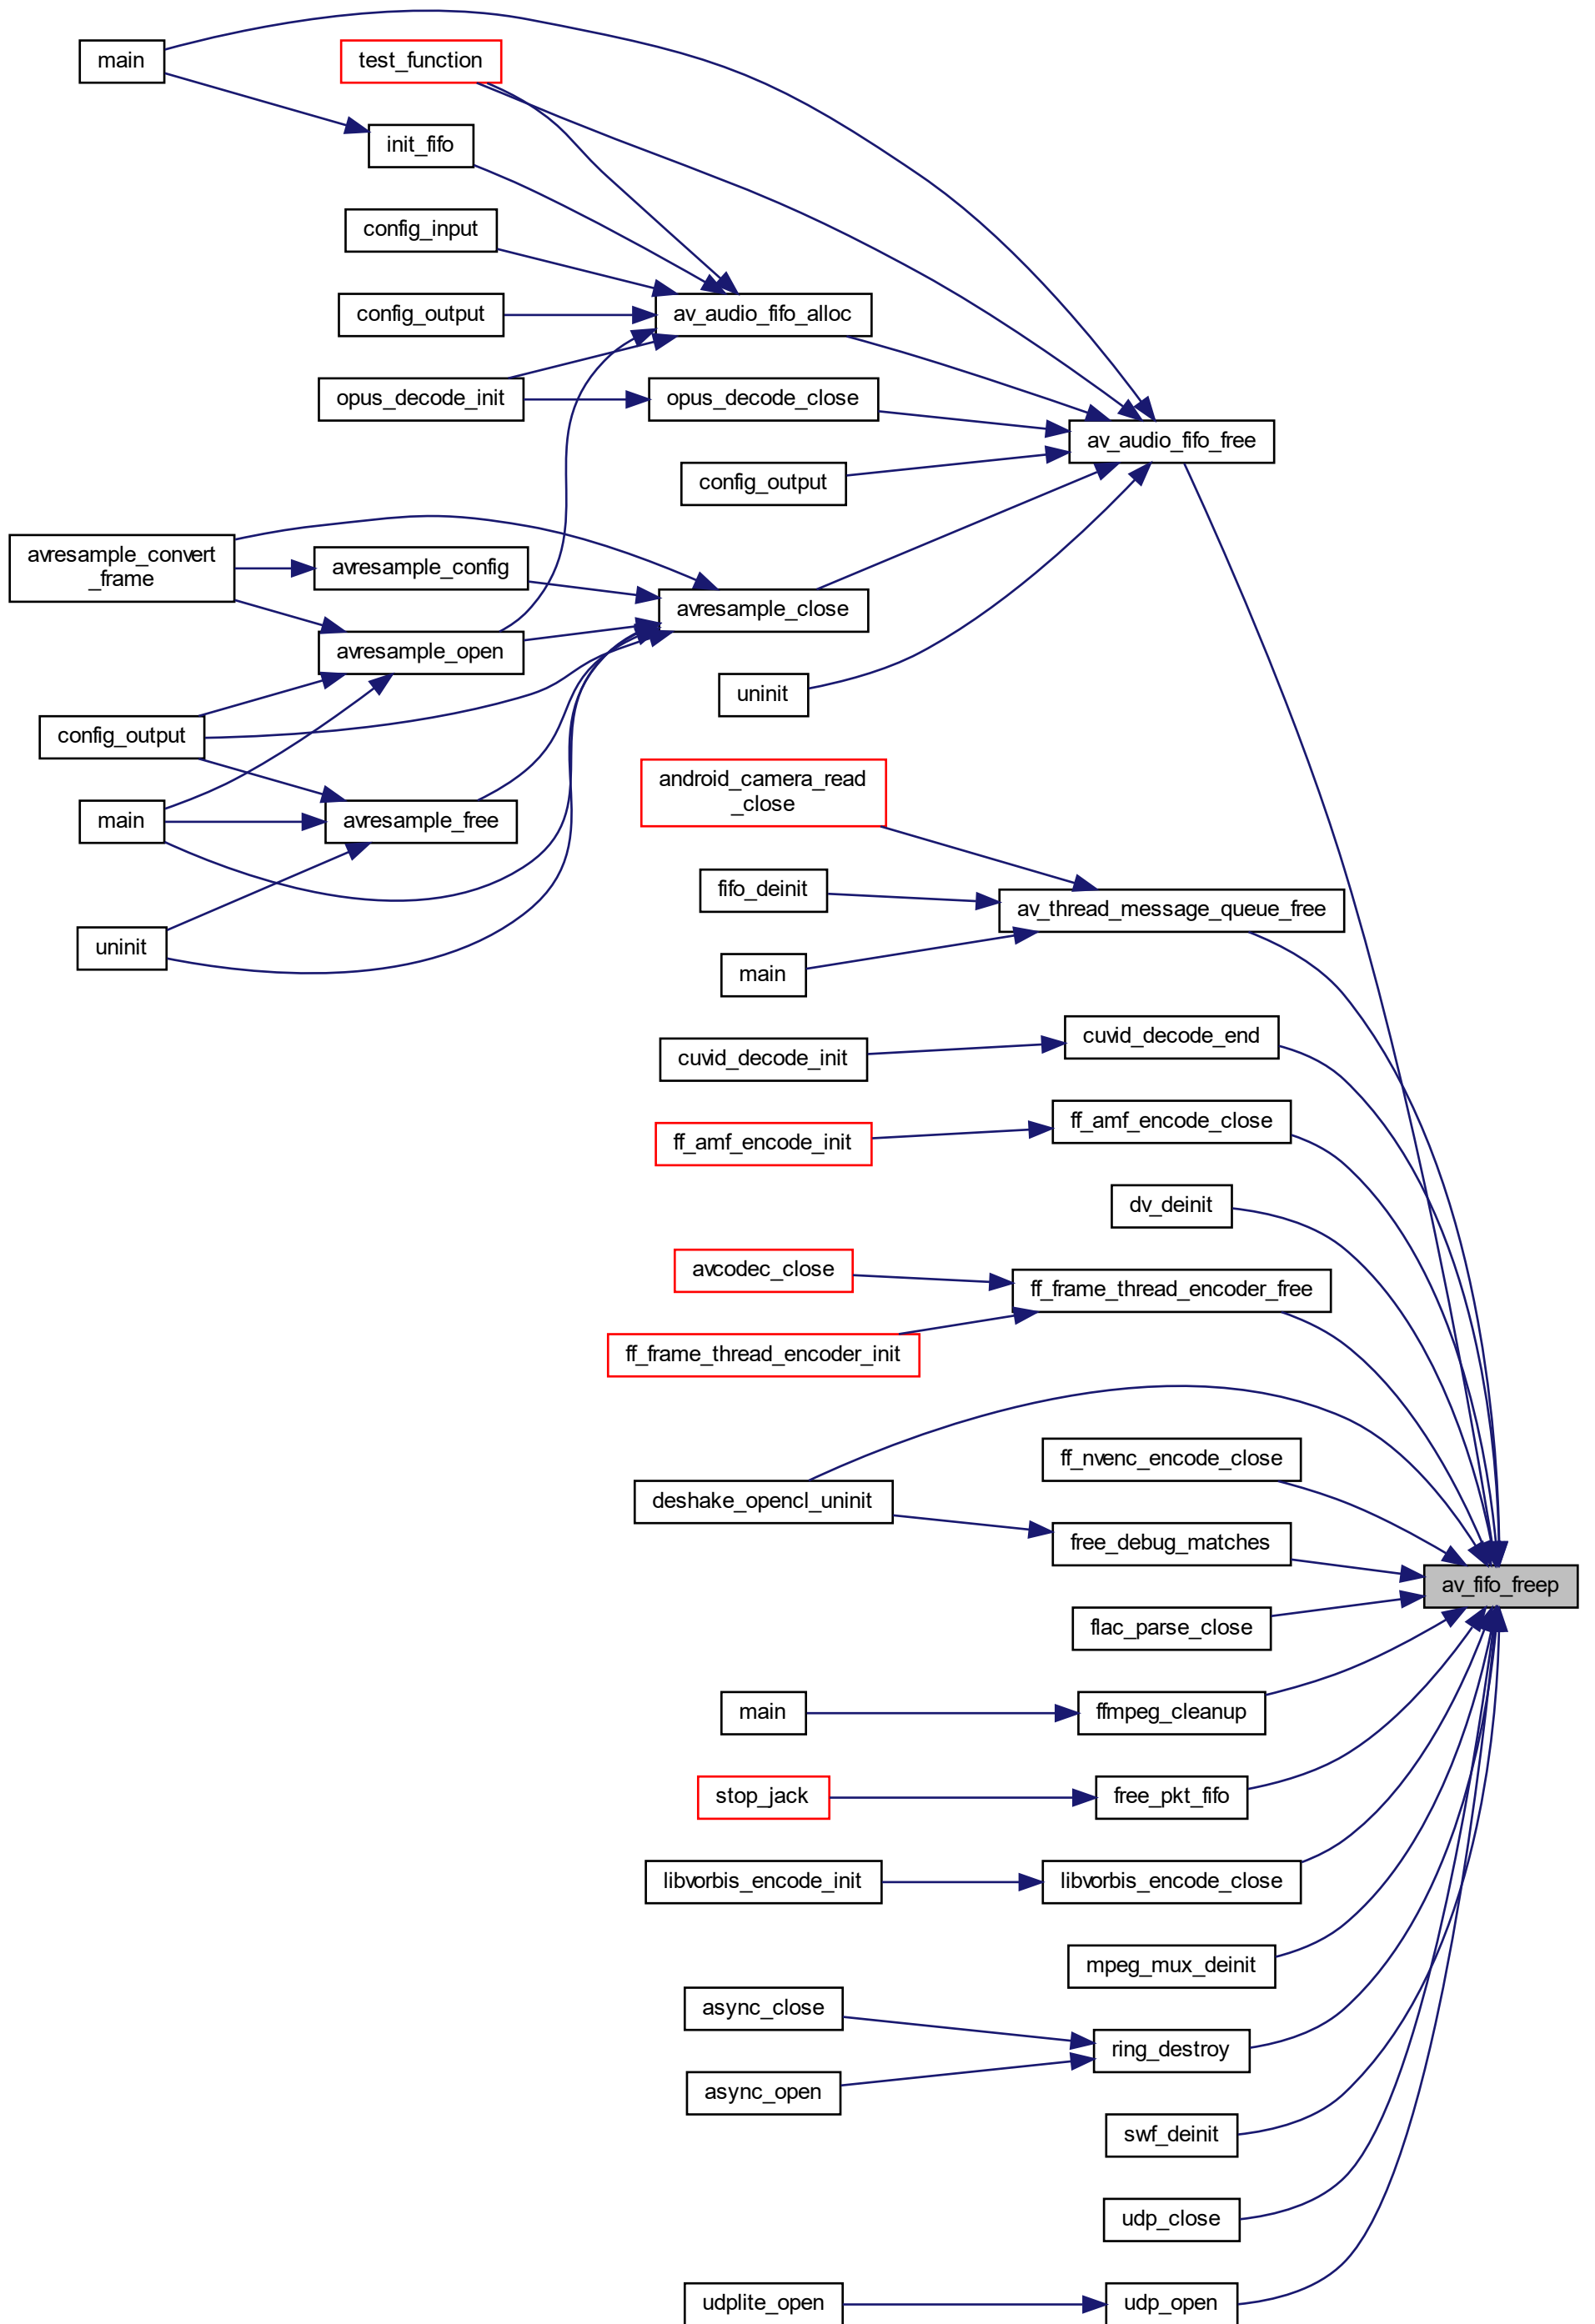 main
test_function
init_fifo
config_input
av_audio_fifo_alloc
config_output
opus_decode_init
opus_decode_close
av_audio_fifo_free
config_output
avresample_convert
_frame
avresample_config
avresample_close
avresample_open
uninit
config_output
android_camera_read
_close
main
avresample_free
fifo_deinit
av_thread_message_queue_free
uninit
main
cuvid_decode_end
cuvid_decode_init
ff_amf_encode_close
ff_amf_encode_init
dv_deinit
avcodec_close
ff_frame_thread_encoder_free
ff_frame_thread_encoder_init
ff_nvenc_encode_close
deshake_opencl_uninit
free_debug_matches
av_fifo_freep
flac_parse_close
main
ffmpeg_cleanup
stop_jack
free_pkt_fifo
libvorbis_encode_init
libvorbis_encode_close
mpeg_mux_deinit
async_close
ring_destroy
async_open
swf_deinit
udp_close
udplite_open
udp_open